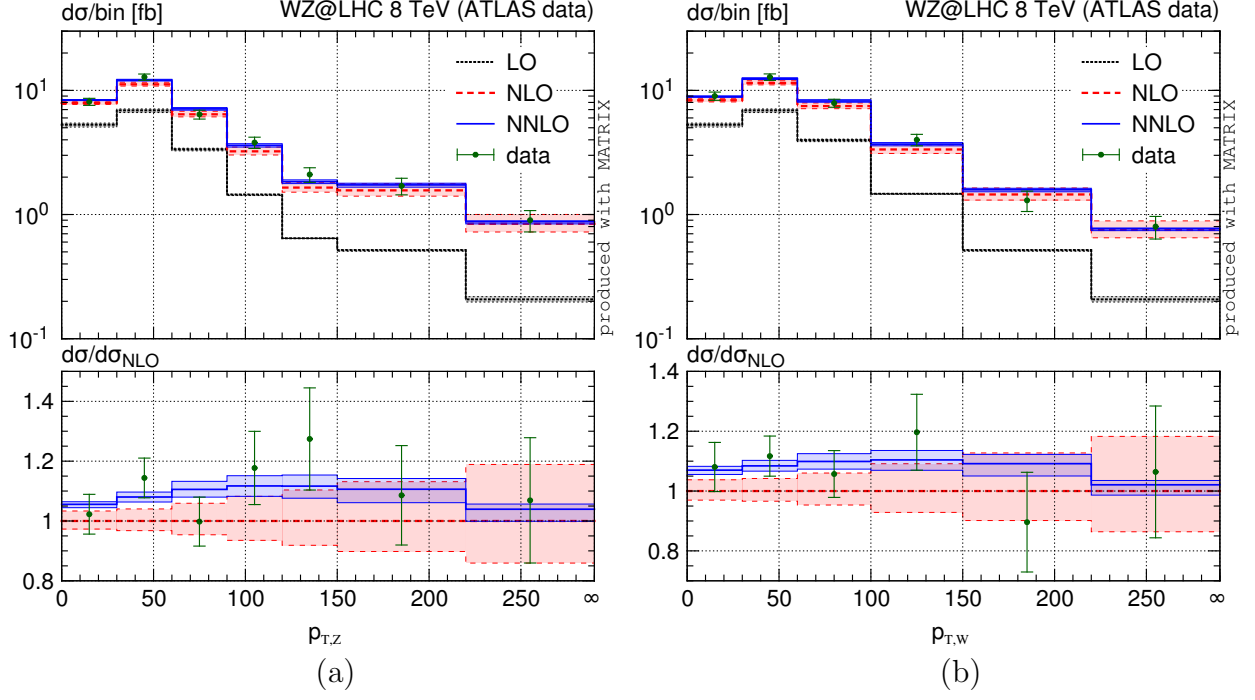 dσ/bin [fb] WZ@LHC 8 TeV (ATLAS data)
10^1
10^0
10^-1
LO
NLO
NNLO
data
produced with MATRIX
dσ/dσNLO
1.4
1.2
1
0.8
0 50 100 150 200 250 ∞
pT,Z
(a)
dσ/bin [fb] WZ@LHC 8 TeV (ATLAS data)
10^1
10^0
10^-1
LO
NLO
NNLO
data
produced with MATRIX
dσ/dσNLO
1.4
1.2
1
0.8
0 50 100 150 200 250 ∞
pT,W
(b)